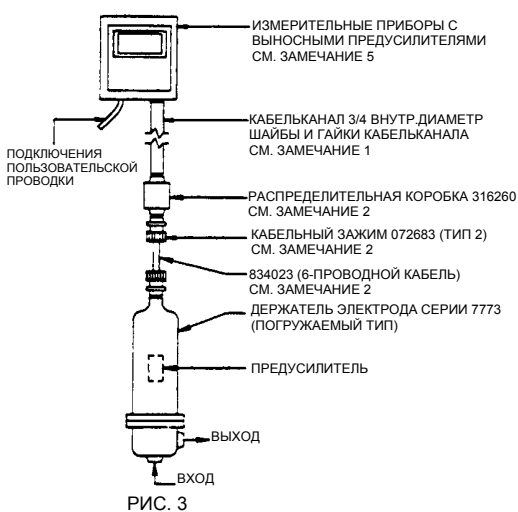 ИЗМЕРИТЕЛЬНЫЕ ПРИБОРЫ С
ВЫНОСНЫМИ ПРЕДУСИЛИТЕЛЯМИ
СМ. ЗАМЕЧАНИЕ 5
КАБЕЛЬКАНАЛ 3/4 ВНУТР.ДИАМЕТР
ШАЙБЫ И ГАЙКИ КАБЕЛЬКАНАЛА
СМ. ЗАМЕЧАНИЕ 1
ПОДКЛЮЧЕНИЯ
ПОЛЬЗОВАТЕЛЬСКОЙ
ПРОВОДКИ
РАСПРЕДЕЛИТЕЛЬНАЯ КОРОБКА 316260
СМ. ЗАМЕЧАНИЕ 2
КАБЕЛЬНЫЙ ЗАЖИМ 072683 (ТИП 2)
СМ. ЗАМЕЧАНИЕ 2
834023 (6-ПРОВОДНОЙ КАБЕЛЬ)
СМ. ЗАМЕЧАНИЕ 2
ДЕРЖАТЕЛЬ ЭЛЕКТРОДА СЕРИИ 7773
(ПОГРУЖАЕМЫЙ ТИП)
ПРЕДУСИЛИТЕЛЬ
ВЫХОД
ВХОД
РИС. 3